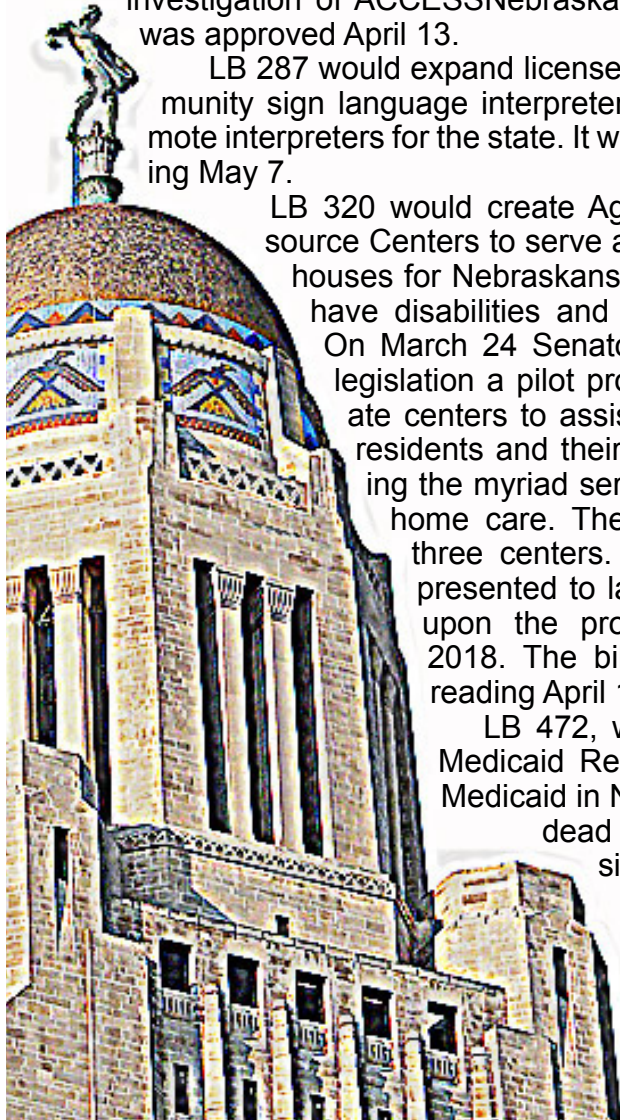 investigation of ACCESSNebraska
was approved April 13.
LB 287 would expand license
munity sign language interpreter
mote interpreters for the state. It w
ing May 7.
LB 320 would create Ag
source Centers to serve a
houses for Nebraskans
have disabilities and
On March 24 Senato
legislation a pilot pro
ate centers to assis
residents and their
ing the myriad ser
home care. The
three centers.
presented to la
upon the pro
2018. The bi
reading April 1
LB 472, w
Medicaid Re
Medicaid in N
dead
si